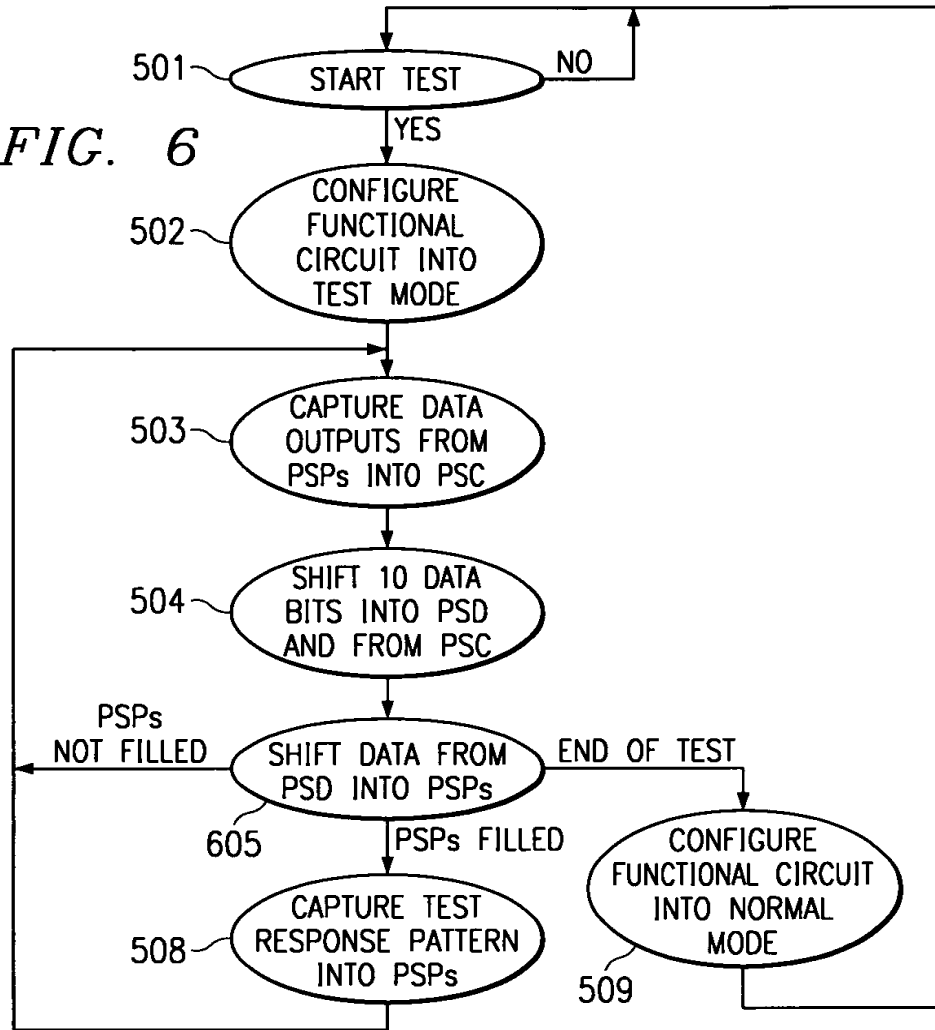 501
START TEST
NO
YES
FIG. 6
502
CONFIGURE
FUNCTIONAL
CIRCUIT INTO
TEST MODE
503
CAPTURE DATA
OUTPUTS FROM
PSPs INTO PSC
504
SHIFT 10 DATA
BITS INTO PSD
AND FROM PSC
PSPs
NOT FILLED
SHIFT DATA FROM
PSD INTO PSPs
END OF TEST
605
PSPs FILLED
508
CAPTURE TEST
RESPONSE PATTERN
INTO PSPs
CONFIGURE
FUNCTIONAL CIRCUIT
INTO NORMAL
MODE
509